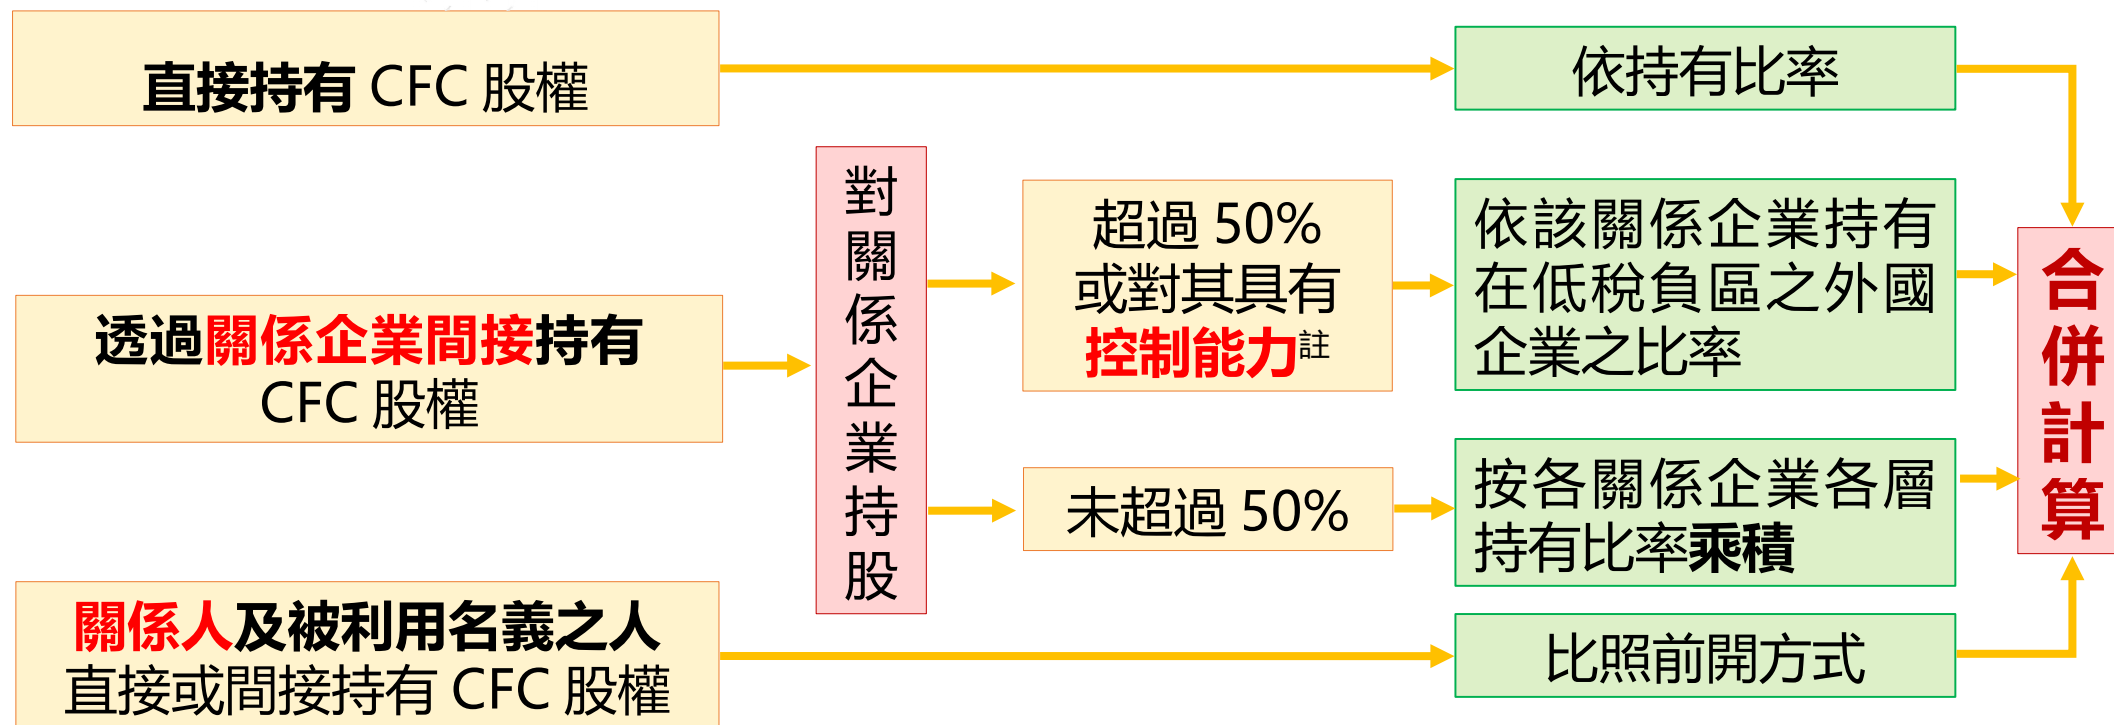 直接持有 CFC 股權
依持有比率
透過關係企業間接持有
CFC 股權
對關係企業持股
超過 50%
或對其具有
控制能力註
依該關係企業持有
在低稅負區之外國
企業之比率
未超過 50%
按各關係企業各層
持有比率乘積
關係人及被利用名義之人
直接或間接持有 CFC 股權
比照前開方式
合併計算